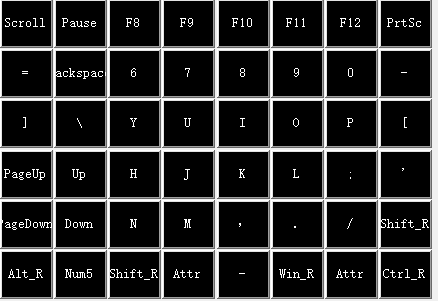 Scroll Pause F8 F9 F10 F11 F12 PrtSc
= ackspac 6 7 8 9 0 -
] \ Y U I O P [
PageUp Up H J K L ; '
PageDown Down N M , . / Shift_R
Alt_R Num5 Shift_R Attr - Win_R Attr Ctrl_R